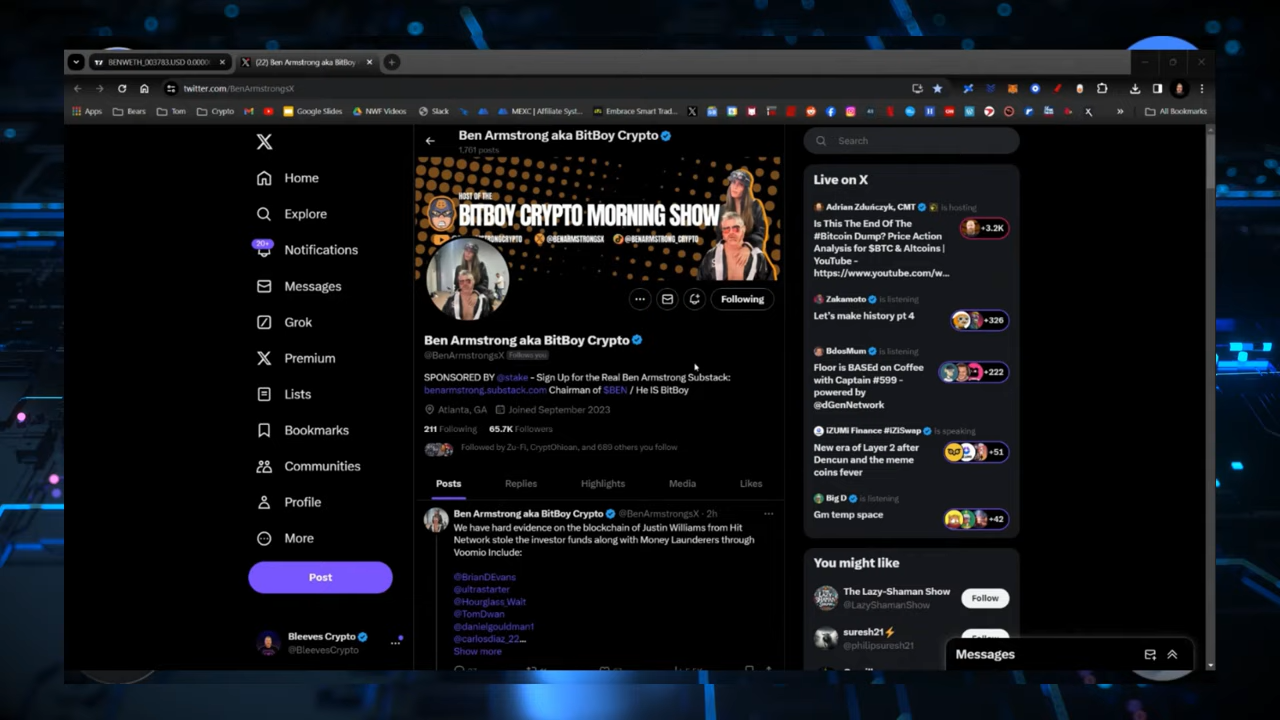 BENWETH_003783.USD 0.0000
(22) Ben Armstrong aka BitBoy
twitter.com/BenArmstrongsX
Apps
Bears
Tom
Crypto
Google Slides
NWF Videos
Slack
MEXC | Affiliate Syst...
Embrace Smart Trad...
All Bookmarks
Home
Explore
20+
Notifications
Messages
Grok
Premium
Lists
Bookmarks
Communities
Profile
More
Post
Bleeves Crypto
@BleevesCrypto
Ben Armstrong aka BitBoy Crypto
1,761 posts
HOST OF THE
BITBOY CRYPTO MORNING SHOW
@BENARMSTRONGSX
@BENARMSTRONG_CRYPTO
Following
Ben Armstrong aka BitBoy Crypto
@BenArmstrongsX Follows you
SPONSORED BY @stake - Sign Up for the Real Ben Armstrong Substack:
benarmstrong.substack.com Chairman of $BEN / He IS BitBoy
Atlanta, GA Joined September 2023
211 Following 65.7K Followers
Followed by Zu-Fi, CryptOhioan, and 689 others you follow
Posts Replies Highlights Media Likes
Ben Armstrong aka BitBoy Crypto @BenArmstrongsX · 2h
We have hard evidence on the blockchain of Justin Williams from Hit
Network stole the investor funds along with Money Launderers through
Voomio Include:
@BrianDEvans
@ultrastarter
@Hourglass_Wait
@TomDwan
@danielgouldman1
@carlosdiaz_22...
Show more
Search
Live on X
Adrian Zduńczyk, CMT is hosting
Is This The End Of The
#Bitcoin Dump? Price Action
Analysis for $BTC & Altcoins |
YouTube -
https://www.youtube.com/w...
+3.2K
Zakamoto is listening
Let's make history pt 4
+326
BdosMum is listening
Floor is BASEd on Coffee
with Captain #599 -
powered by
@dGenNetwork
+222
iZUMi Finance #iZiSwap is speaking
New era of Layer 2 after
Dencun and the meme
coins fever
+51
Big D is listening
Gm temp space
+42
You might like
The Lazy-Shaman Show
@LazyShamanShow
Follow
suresh21⚡
@philipsuresh21
Messages